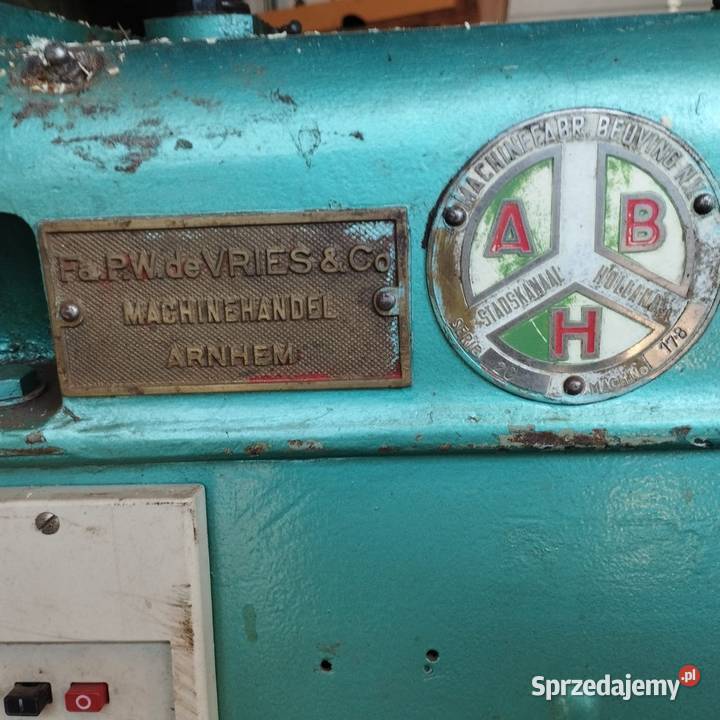 Fa. P.W. de VRIES & Co
MACHINEHANDEL
ARNHEM
MACHINEFABR. BEUVING N.V.
A B
H
STADSKANAAL HOLLAND
SERIE 20 MACH. No 178
O
Sprzedajemy.pl